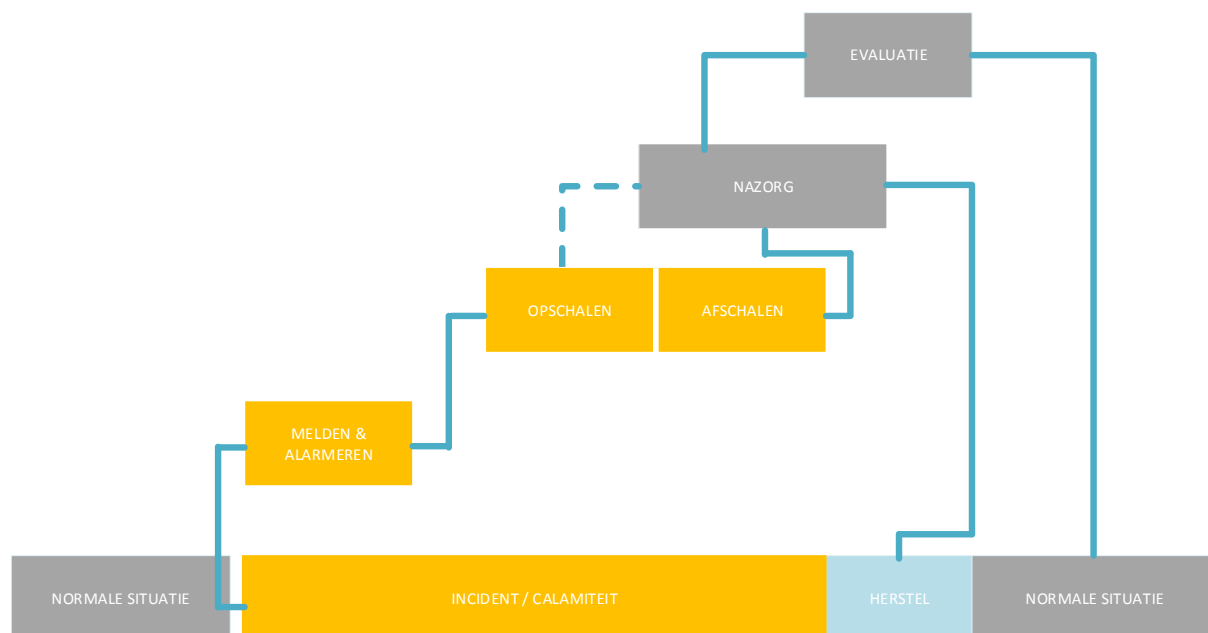 EVALUATIE
NAZORG
OPSCHALEN
AFSCHALEN
MELDEN &
ALARMEREN
NORMALE SITUATIE
INCIDENT / CALAMITEIT
HERSTEL
NORMALE SITUATIE